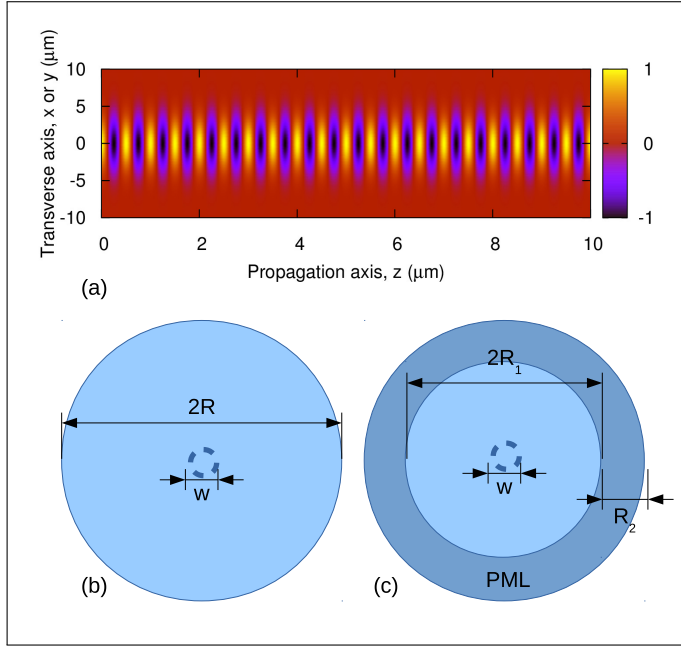 10
5
0
-5
-10
Transverse axis, x or y (μm)
0 2 4 6 8 10
Propagation axis, z (μm)
1
0
-1
(a)
2R
w
(b)
2R₁
w
R₂
PML
(c)